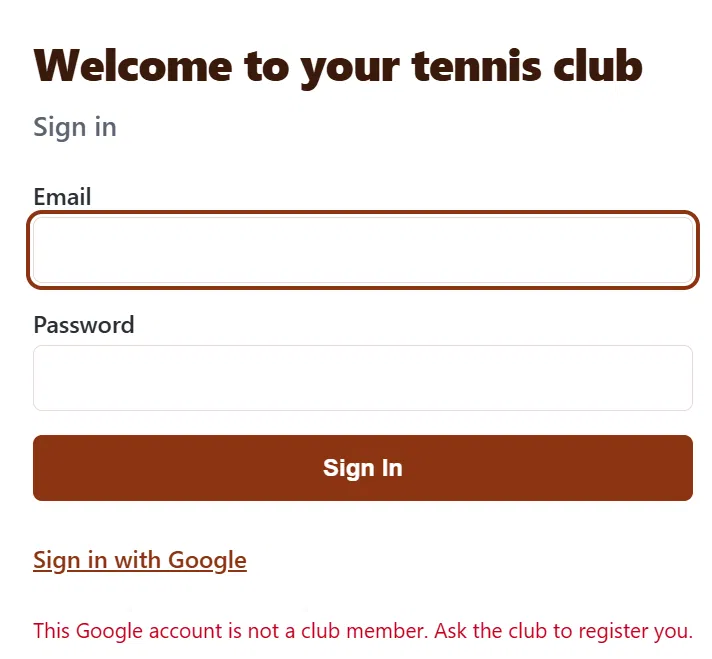 Welcome to your tennis club
Sign in
Email
Password
Sign In
Sign in with Google
This Google account is not a club member. Ask the club to register you.